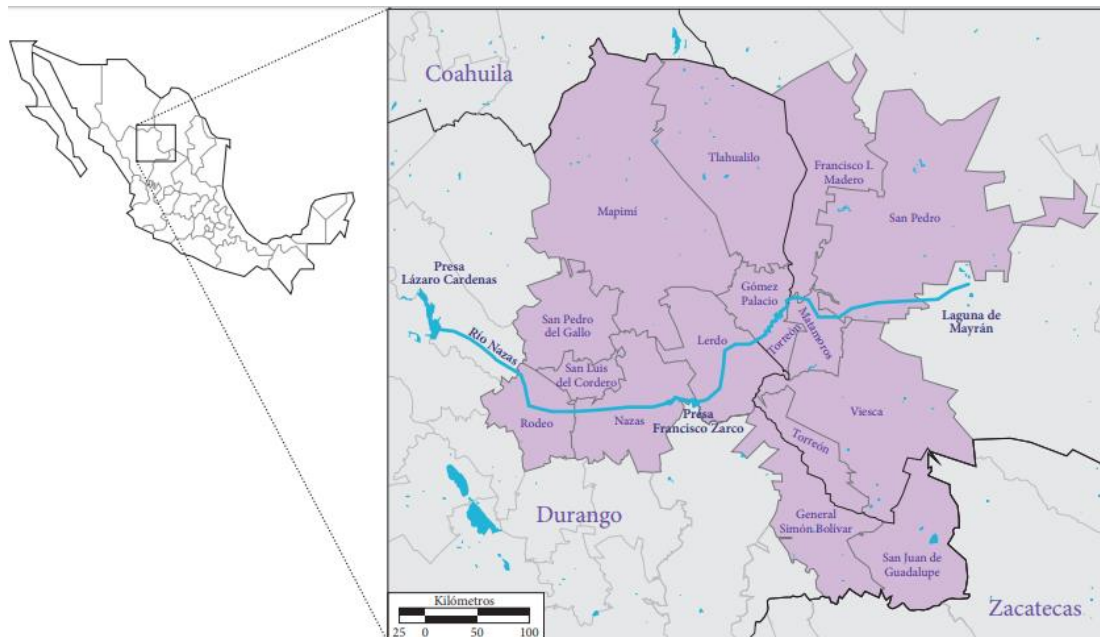 Coahuila
Tlahualilo
Francisco I.
Madero
Mapimí
San Pedro
Presa
Lázaro Cardenas
Gómez
Palacio
San Pedro
del Gallo
Río Nazas
Laguna de
Mayrán
Matamoros
Torreón
Lerdo
San Luis
del Cordero
Rodeo
Nazas
Presa
Francisco Zarco
Viesca
Torreón
Durango
General
Simón Bolívar
San Juan de
Guadalupe
Zacatecas
Kilómetros
25 0 50 100